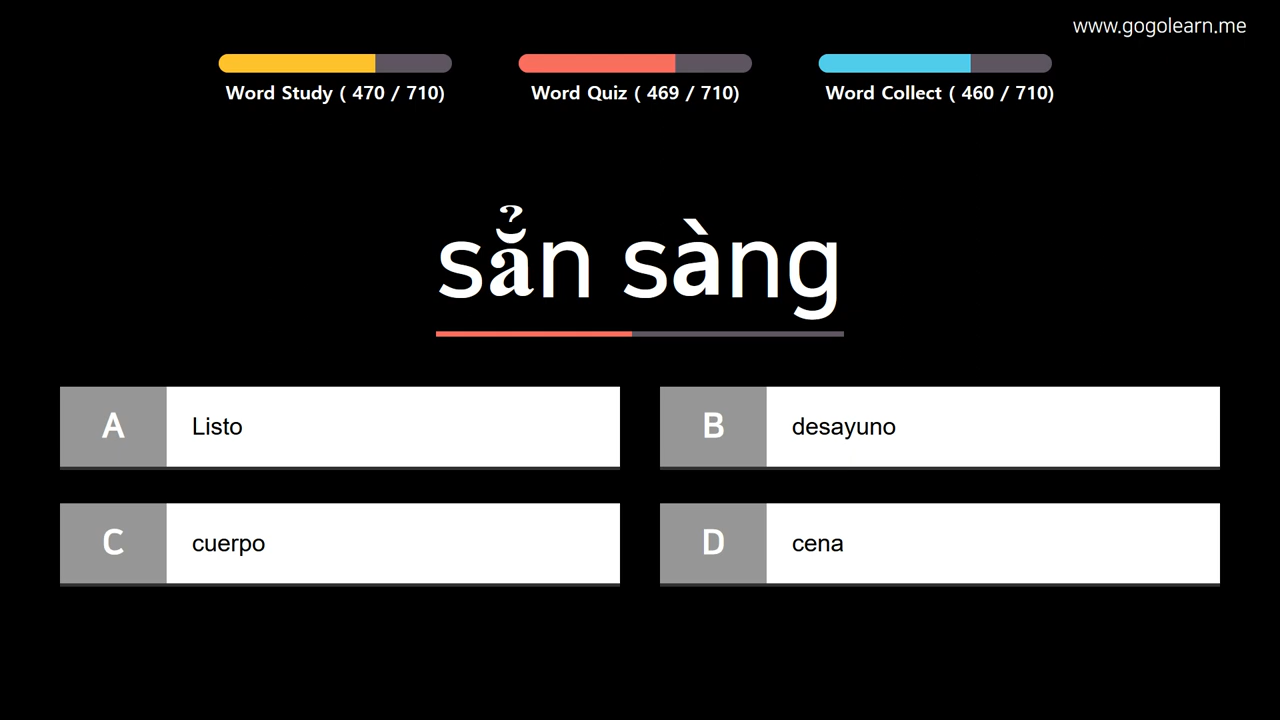 www.gogolearn.me
Word Study ( 470 / 710)
Word Quiz ( 469 / 710)
Word Collect ( 460 / 710)
sẳn sàng
A Listo
B desayuno
C cuerpo
D cena